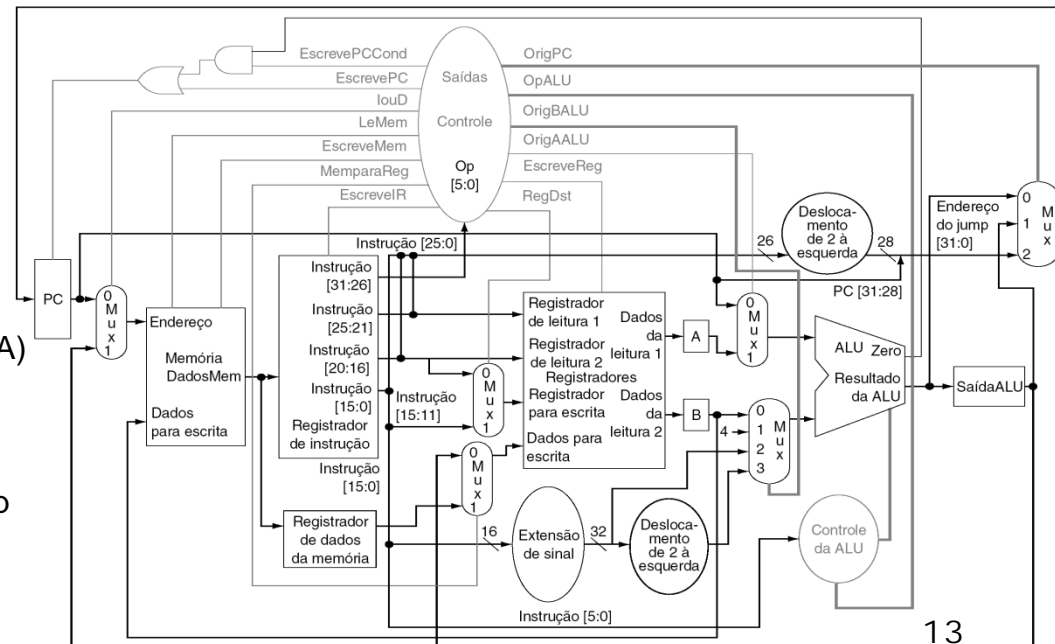 EscrevePCCond
EscrevePC
IouD
LeMem
EscreveMem
MemparaReg
EscreveIR
Saídas
Controle
Op
[5:0]
OrigPC
OpALU
OrigBALU
OrigAALU
EscreveReg
RegDst
Instrução [25:0]
26
Deslocamento
de 2 à
esquerda
28
Endereço
do jump
[31:0]
PC [31:28]
0
1
2
M
u
x
PC
0
M
u
x
1
A)
o
Endereço
Memória
DadosMem
Dados
para escrita
Instrução
[31:26]
Instrução
[25:21]
Instrução
[20:16]
Instrução
[15:0]
Registrador
de instrução
Instrução
[15:0]
Registrador
de dados
da memória
Instrução
[15:11]
0
M
u
x
1
0
M
u
x
1
Registrador
de leitura 1
Registrador
de leitura 2
Registradores
Registrador
para escrita
Dados para
escrita
Dados
da
leitura 1
Dados
da
leitura 2
A
B
4
0
M
u
x
1
0
1
2
3
M
u
x
ALU Zero
Resultado
da ALU
SaídaALU
16
Extensão
de sinal
32
Desloca-
mento
de 2 à
esquerda
Controle
da ALU
Instrução [5:0]
13